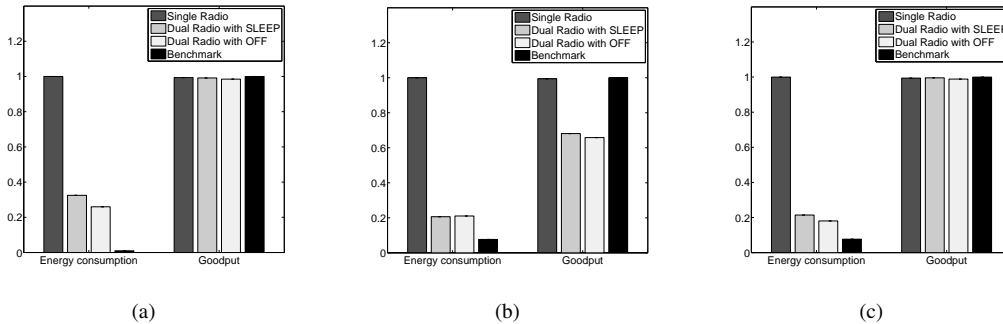 Single Radio
Dual Radio with SLEEP
Dual Radio with OFF
Benchmark
1.2
1
0.8
0.6
0.4
0.2
0
Energy consumption
Goodput
(a)
Single Radio
Dual Radio with SLEEP
Dual Radio with OFF
Benchmark
1.2
1
0.8
0.6
0.4
0.2
0
Energy consumption
Goodput
(b)
Single Radio
Dual Radio with SLEEP
Dual Radio with OFF
Benchmark
1.2
1
0.8
0.6
0.4
0.2
0
Energy consumption
Goodput
(c)